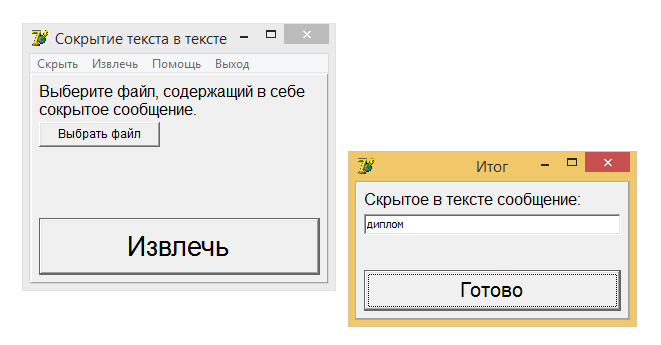 Сокрытие текста в тексте
Скрыть Извлечь Помощь Выход
Выберите файл, содержащий в себе
сокрытое сообщение.
Выбрать файл
Извлечь
Итог
Скрытое в тексте сообщение:
диплом
Готово